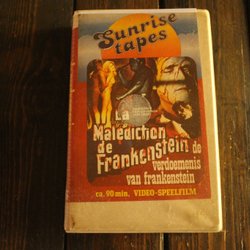 Sunrise
tapes
La
Malédiction
de
Frankenstein de
verdoemenis
van frankenstein
ca. 90 min. VIDEO-SPEELFILM